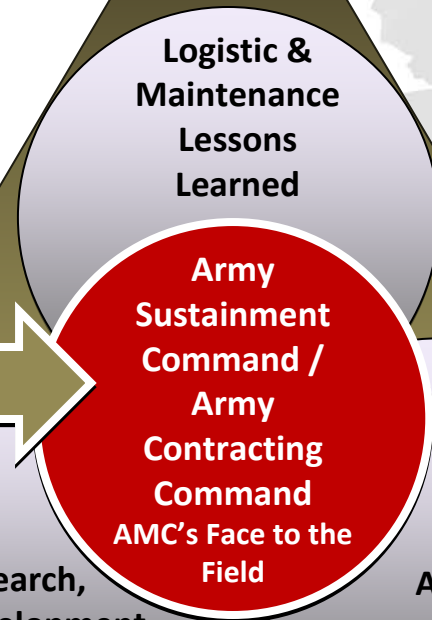 Logistic &
Maintenance
Lessons
Learned
Army
Sustainment
Command /
Army
Contracting
Command
AMC's Face to the
Field